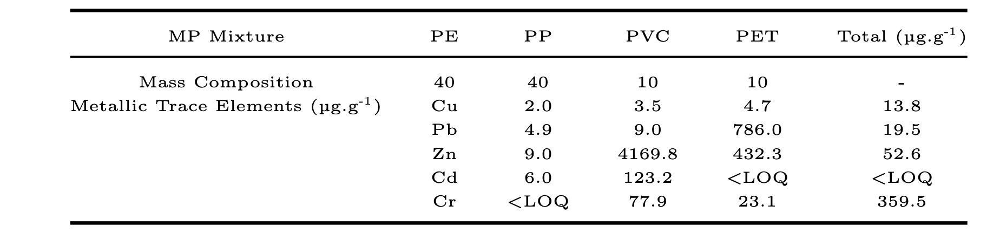 MP Mixture PE PP PVC PET Total (µg.g-1)
Mass Composition 40 40 10 10 -
Metallic Trace Elements (µg.g-1) Cu 2.0 3.5 4.7 13.8
Pb 4.9 9.0 786.0 19.5
Zn 9.0 4169.8 432.3 52.6
Cd 6.0 123.2 <LOQ <LOQ
Cr <LOQ 77.9 23.1 359.5